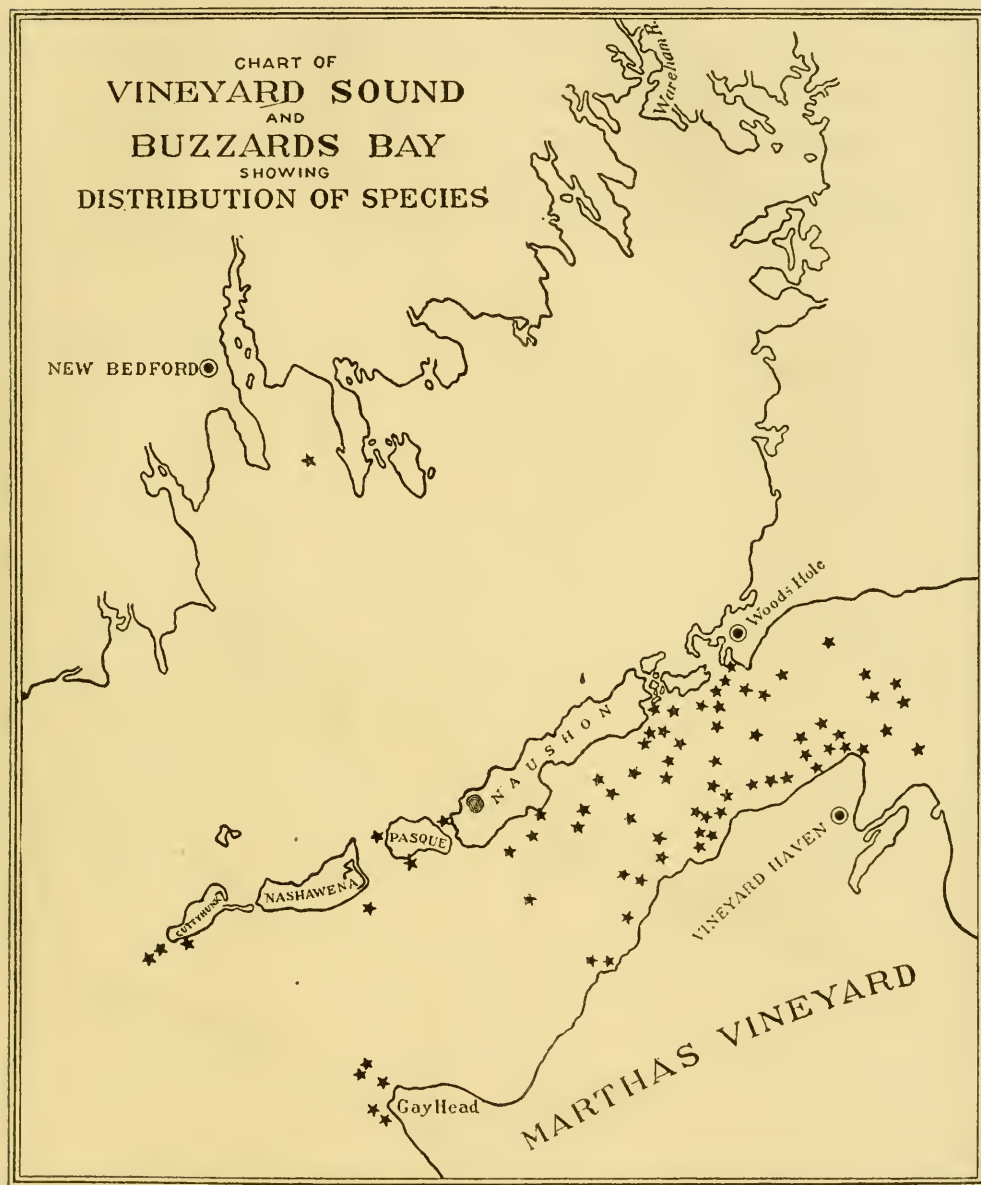 CHART OF
VINEYARD SOUND
AND
BUZZARDS BAY
SHOWING
DISTRIBUTION OF SPECIES
Wareham R.
NEW BEDFORD
Woods Hole
NAUSHON
PASQUE
NASHAWENA
CUTTYHUNK
VINEYARD HAVEN
MARTHAS VINEYARD
Gay Head